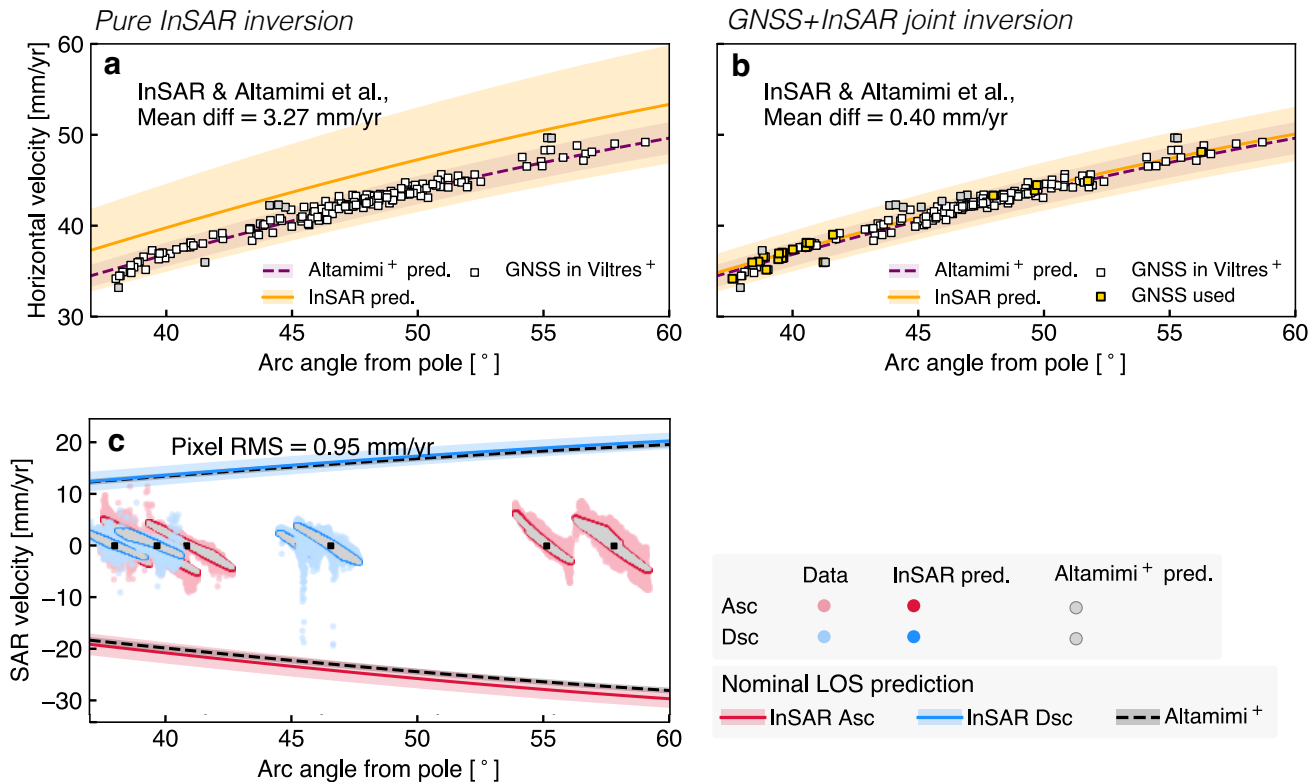 Pure InSAR inversion
GNSS+InSAR joint inversion
a
InSAR & Altamimi et al.,
Mean diff = 3.27 mm/yr
Horizontal velocity [mm/yr]
60
50
40
30
Altamimi⁺ pred.
InSAR pred.
GNSS in Viltres⁺
40
45
50
55
60
Arc angle from pole [°]
b
InSAR & Altamimi et al.,
Mean diff = 0.40 mm/yr
Altamimi⁺ pred.
InSAR pred.
GNSS in Viltres⁺
GNSS used
40
45
50
55
60
Arc angle from pole [°]
c
Pixel RMS = 0.95 mm/yr
SAR velocity [mm/yr]
20
10
0
−10
−20
−30
40
45
50
55
60
Arc angle from pole [°]
Data InSAR pred. Altamimi⁺ pred.
Asc
Dsc
Nominal LOS prediction
InSAR Asc InSAR Dsc Altamimi⁺